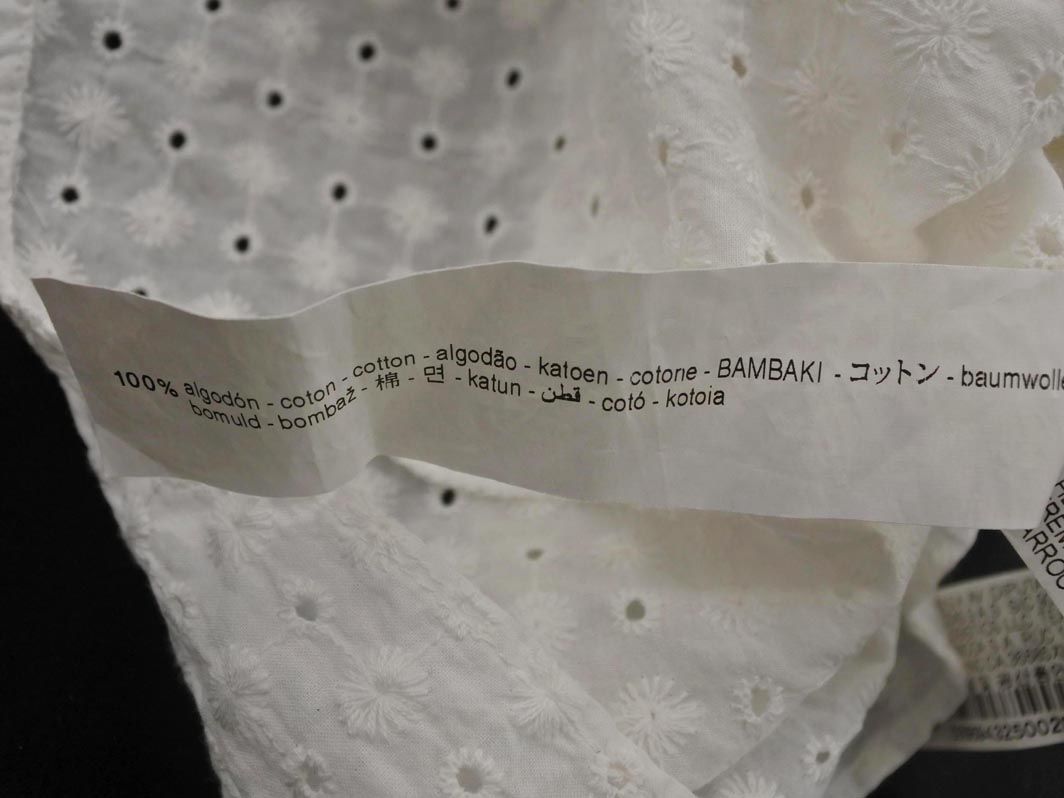 100% algodón - coton - cotton - algodão - katoen - cotone - BAMBAKI - コットン - baumwolle
bomuld - bombaž - 棉 - 면 - katun - قطن - cotó - kotoia